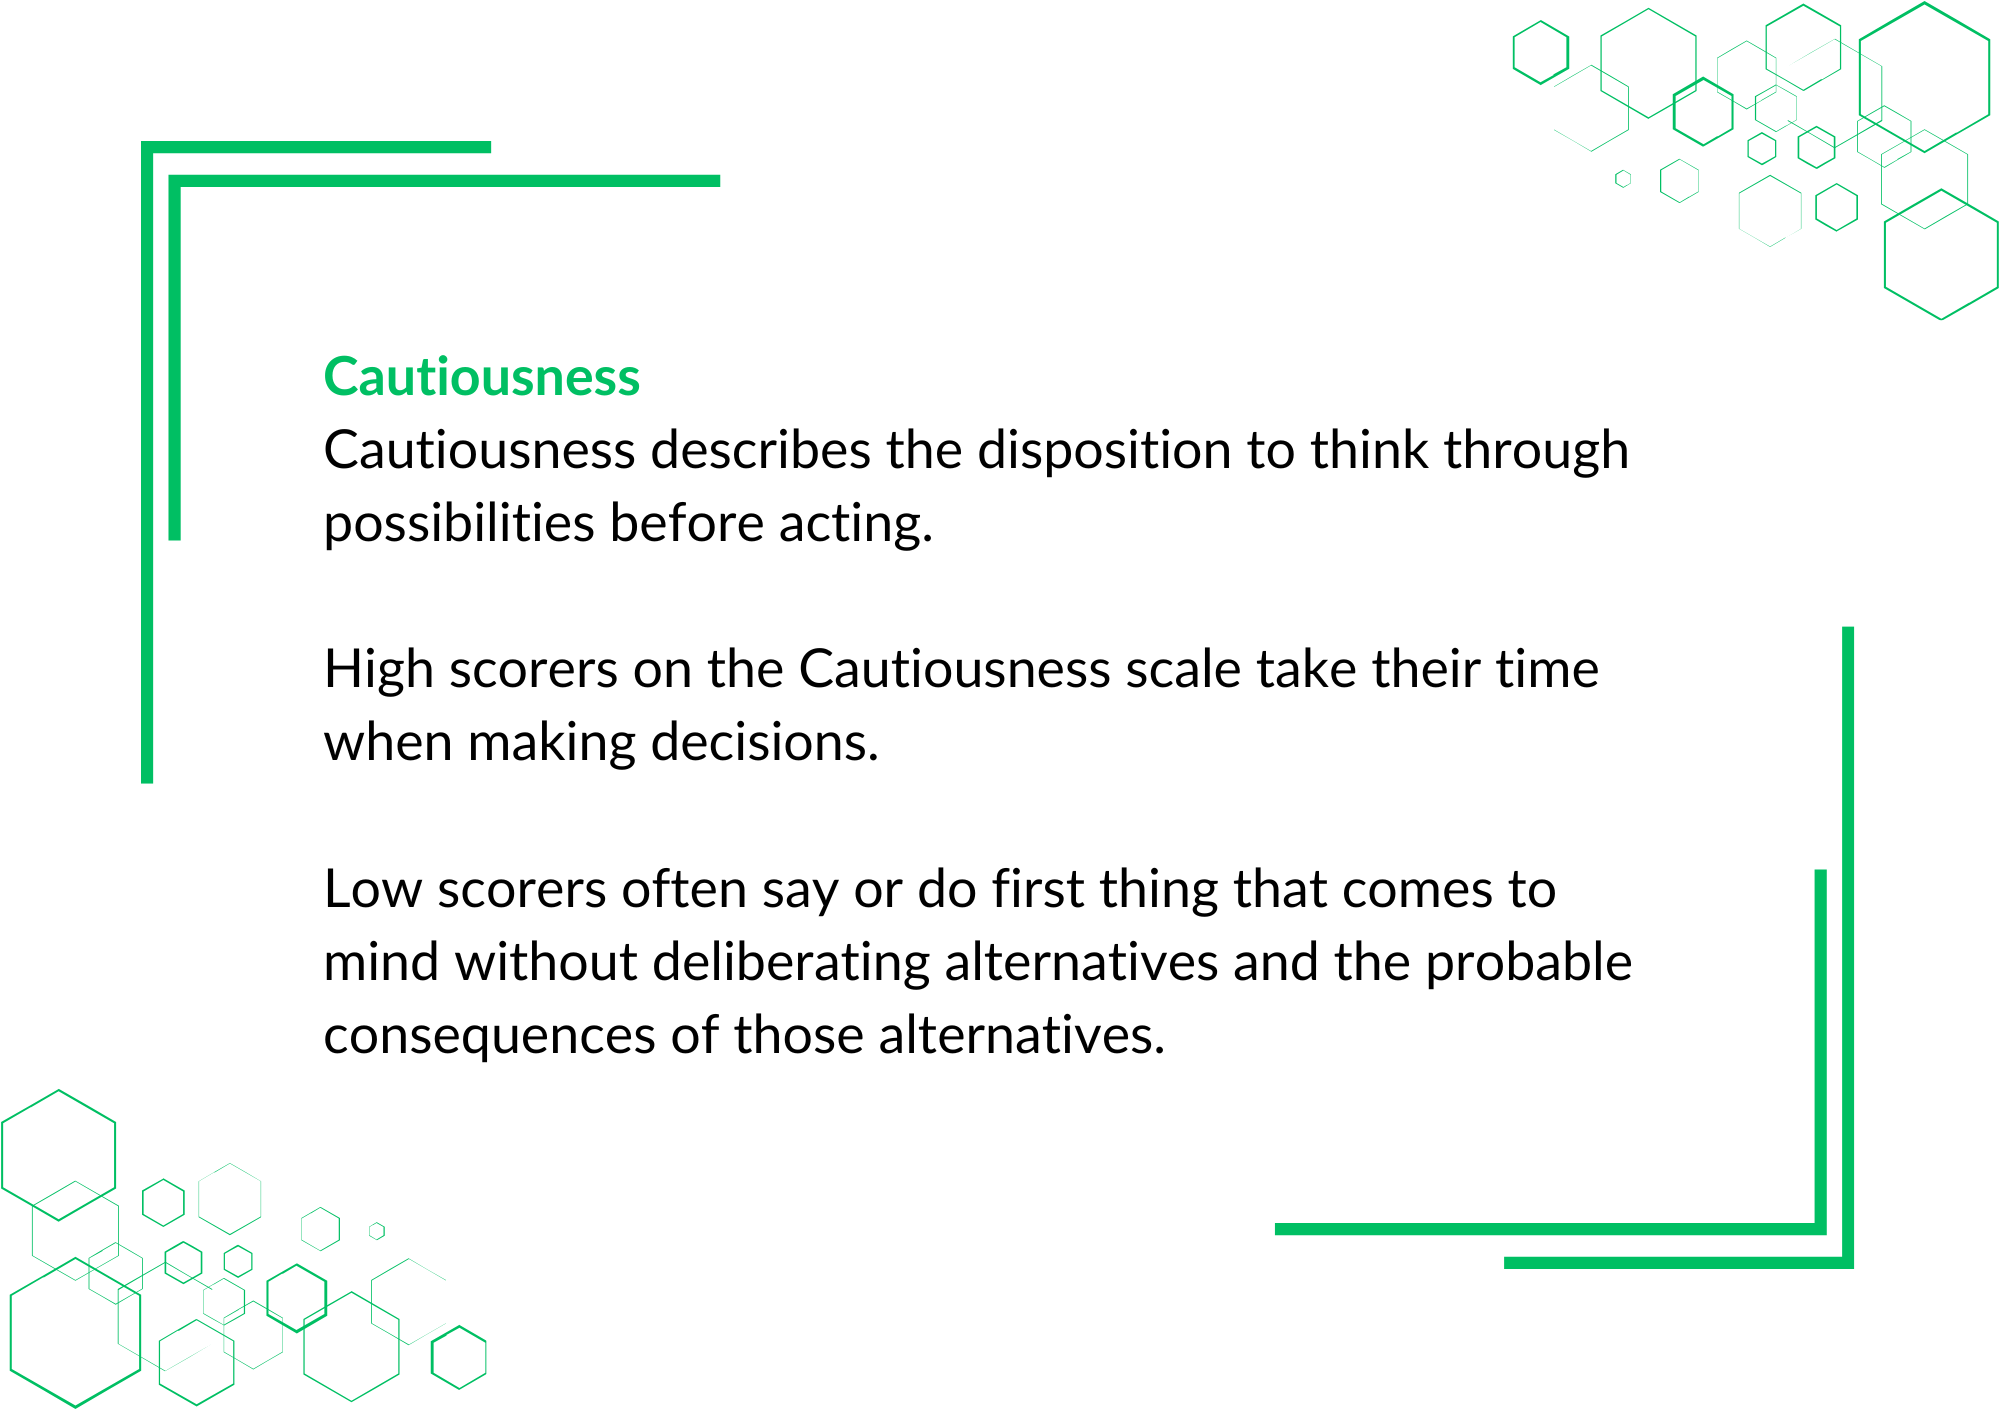 Cautiousness
Cautiousness describes the disposition to think through
possibilities before acting.
High scorers on the Cautiousness scale take their time
when making decisions.
Low scorers often say or do first thing that comes to
mind without deliberating alternatives and the probable
consequences of those alternatives.